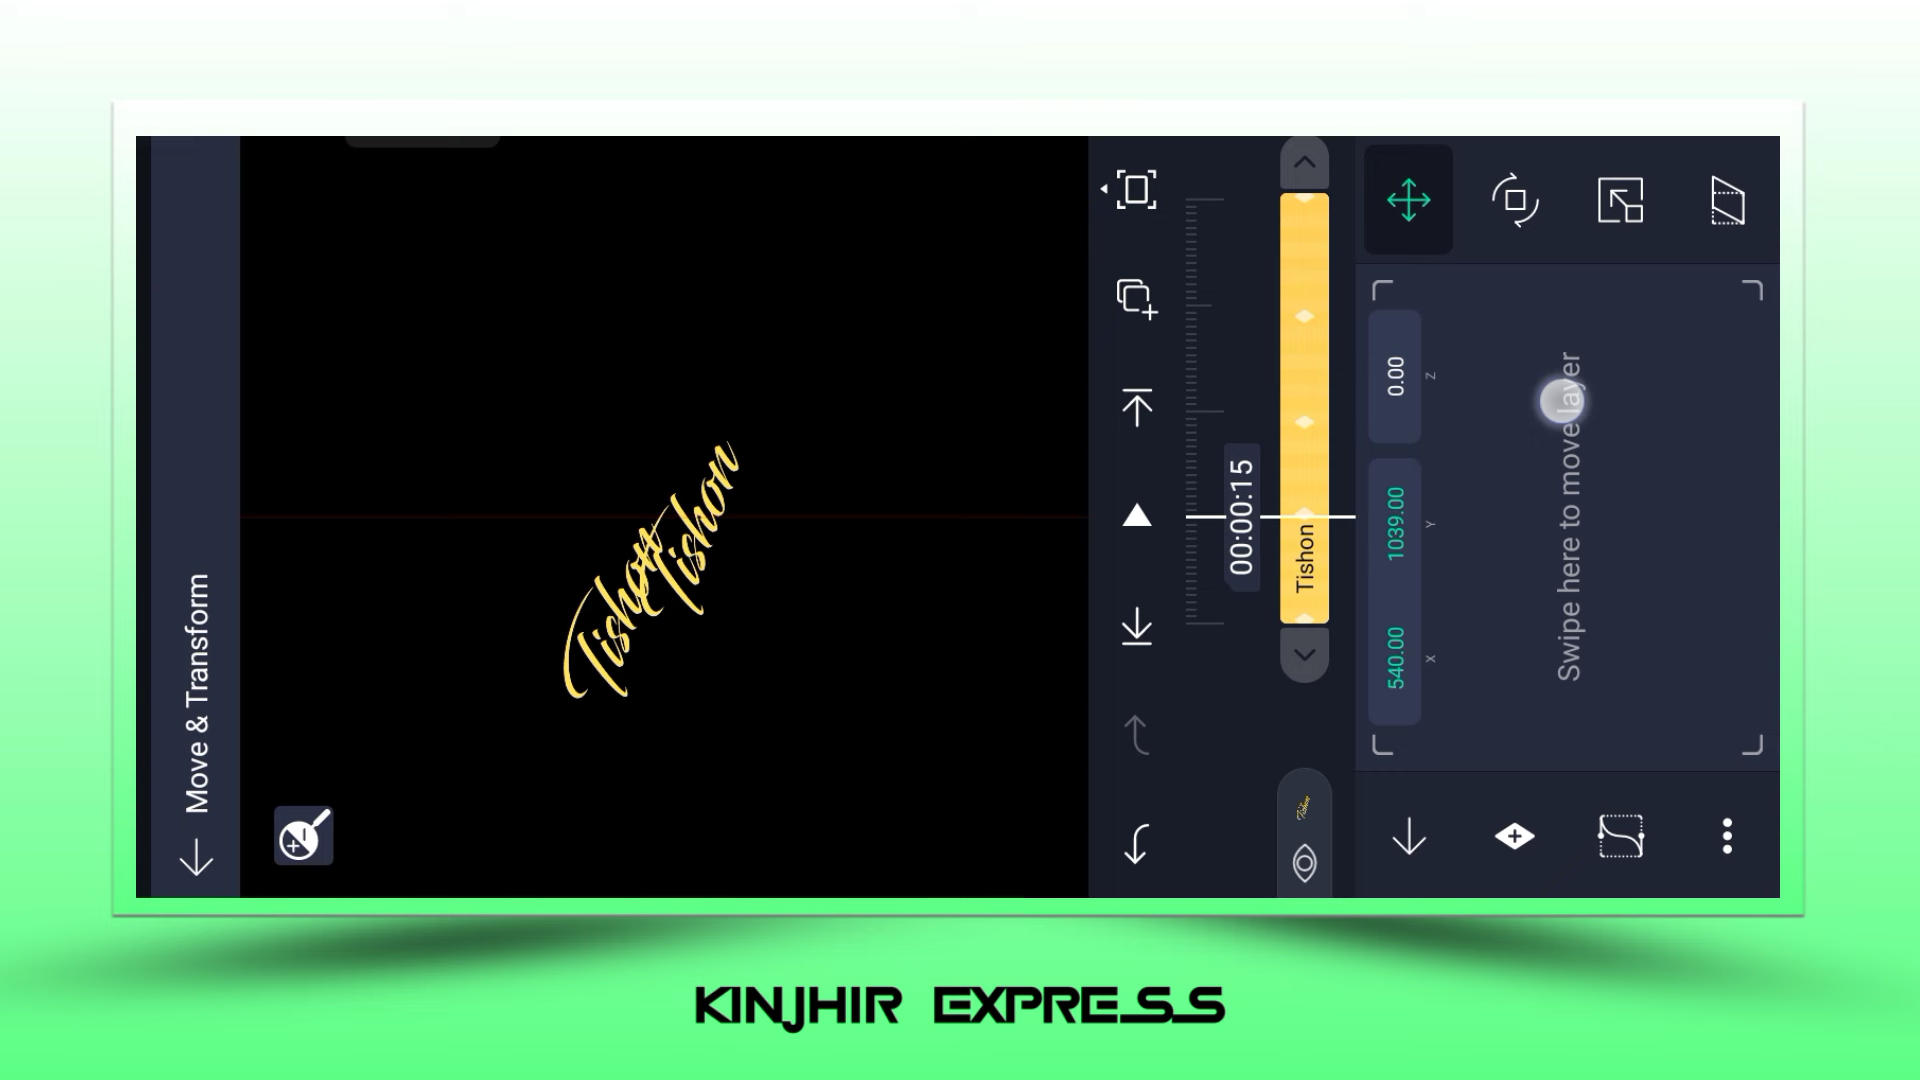 Move & Transform
Tishon
Tishon
00:00:15
Tishon
540.00
X
1039.00
Y
0.00
Z
Swipe here to move layer
Tishon
KINJHIR EXPRESS